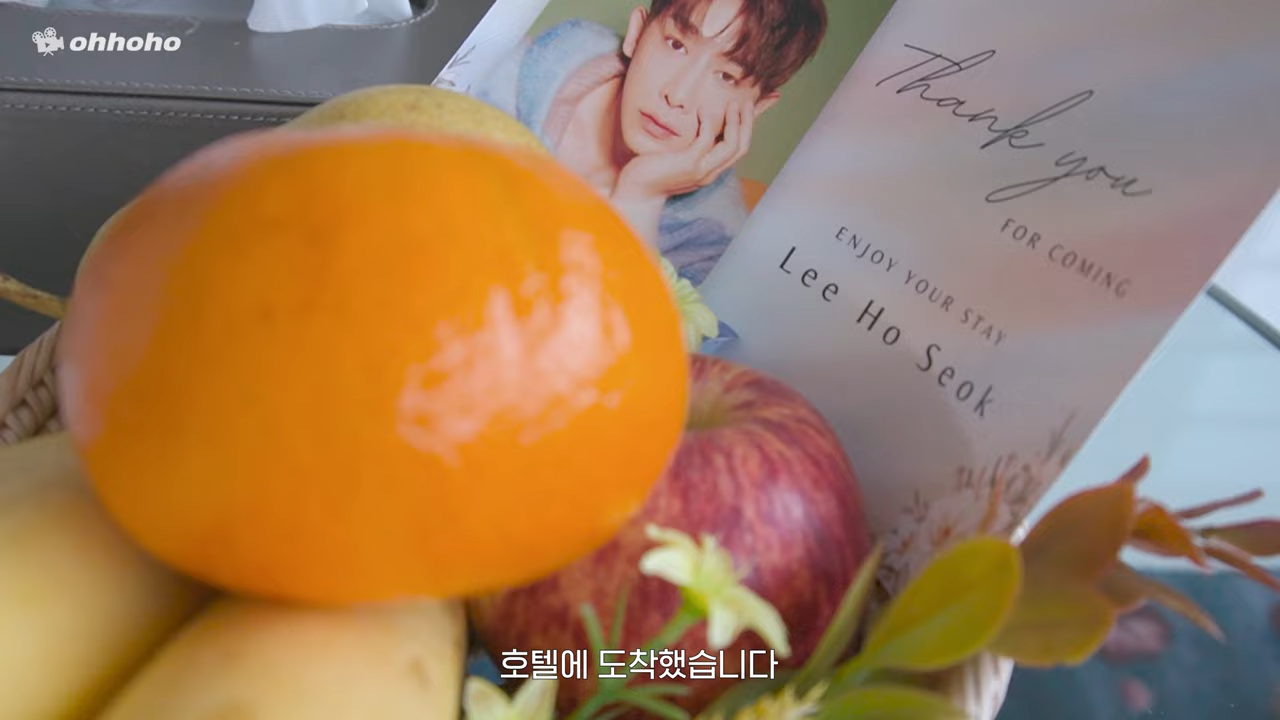 ohhoho
Thank you
FOR COMING
ENJOY YOUR STAY
Lee Ho Seok
호텔에 도착했습니다